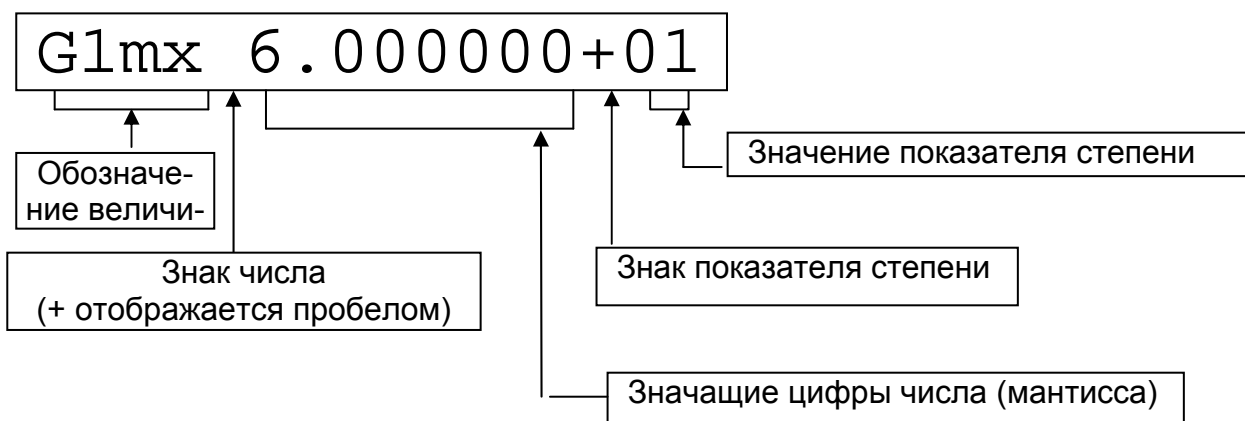 G1mx 6.000000+01
Значение показателя степени
Обозначе-
ние величи-
Знак числа
(+ отображается пробелом)
Знак показателя степени
Значащие цифры числа (мантисса)